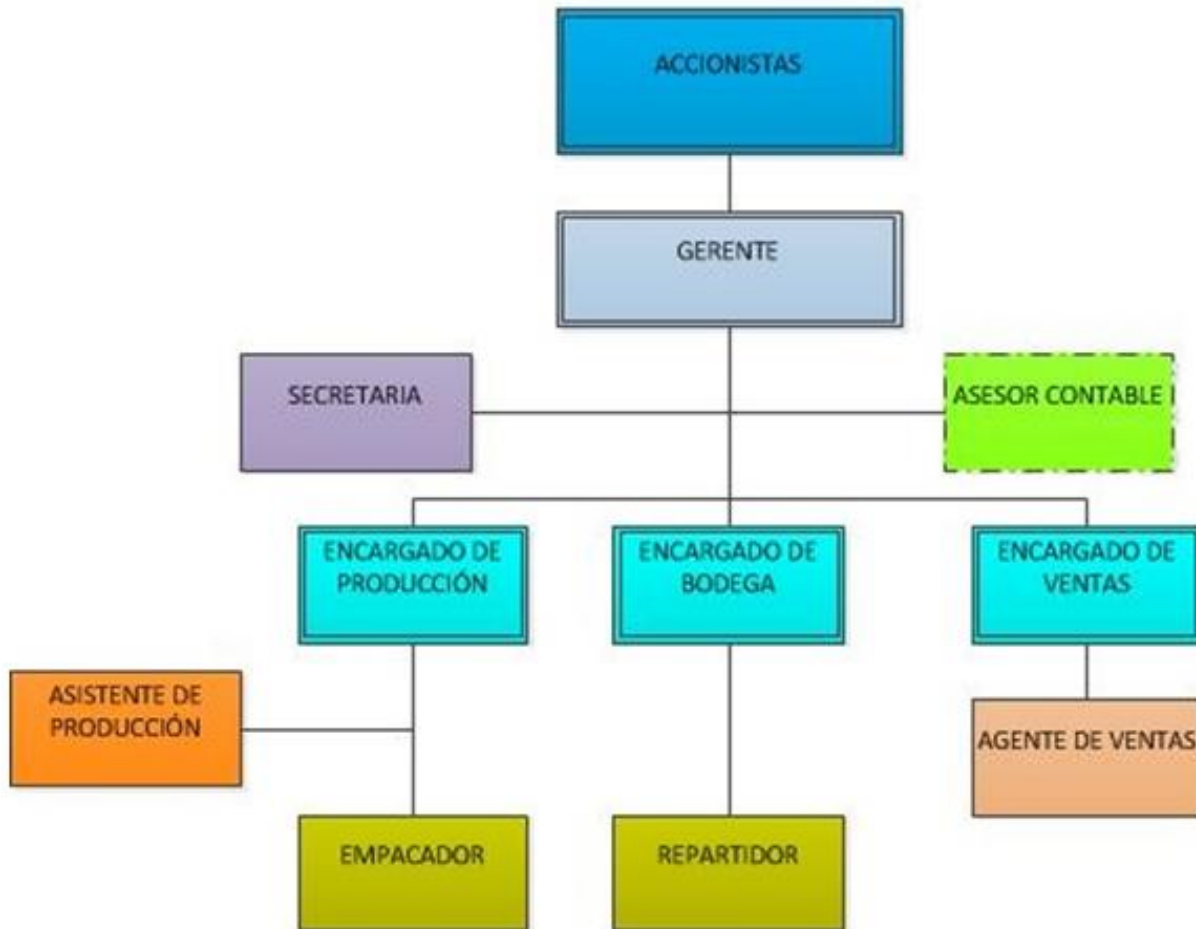 ACCIONISTAS
GERENTE
SECRETARIA
ASESOR CONTABLE
ENCARGADO DE
PRODUCCIÓN
ENCARGADO DE
BODEGA
ENCARGADO DE
VENTAS
ASISTENTE DE
PRODUCCIÓN
AGENTE DE VENTAS
EMPACADOR
REPARTIDOR